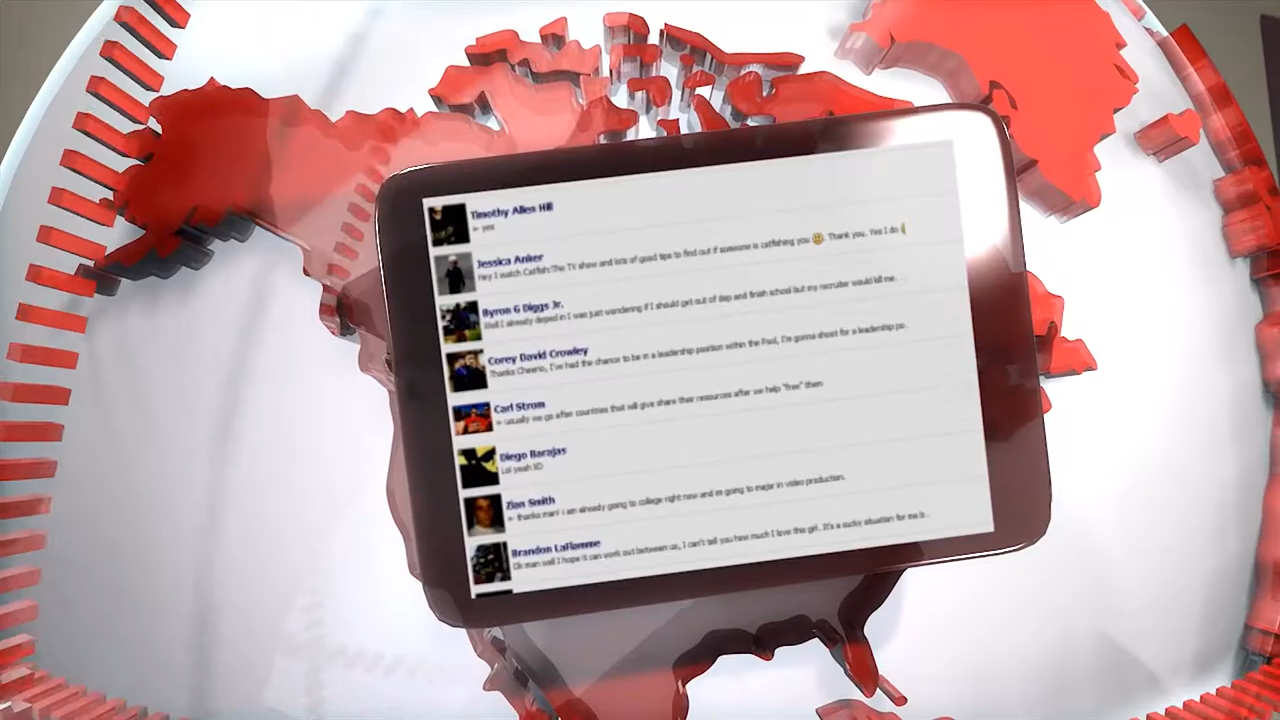 Timothy Allen Hill
yes
Jessica Anker
Hey I watch Catfish:The TV show and lots of good tips to find out if someone is catfishing you 😊. Thank you. Yes I do
Byron G Diggs Jr.
Well I already deped in I was just wondering if I should get out of dep and finish school but my recruiter would kill me.
Corey David Crowley
Thanks Cheerio, I've had the chance to be in a leadership position within the Pool, I'm gonna shoot for a leadership po..
Carl Strom
usually we go after countries that will give share their resources after we help "free" them
Diego Barajas
Lol yeah XD
Zian Smith
thanks man! i am already going to college right now and im going to major in video production.
Brandon LaFlamme
Ok man well I hope it can work out between us, I can't tell you how much I love this girl. It's a sucky situation for me b..